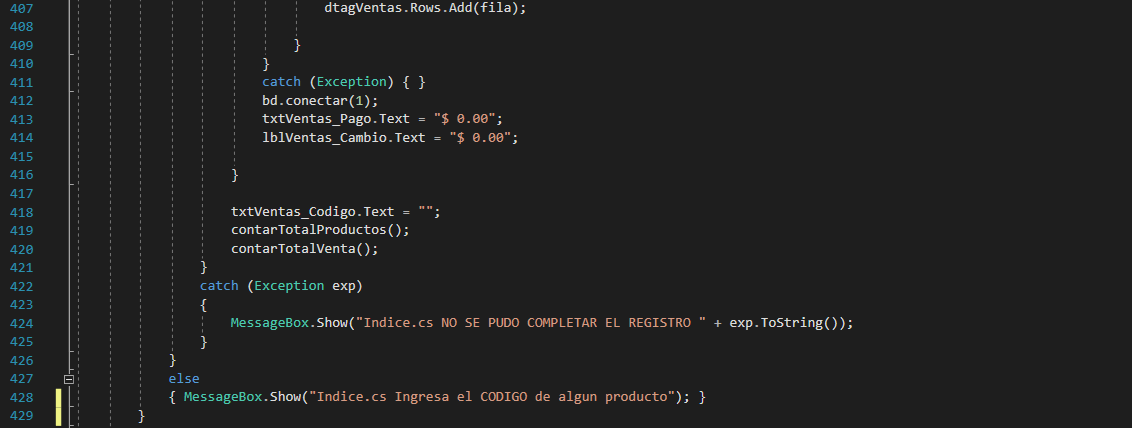 407 dtagVentas.Rows.Add(fila);
408
409 }
410 }
411 catch (Exception) { }
412 bd.conectar(1);
413 txtVentas_Pago.Text = "$ 0.00";
414 lblVentas_Cambio.Text = "$ 0.00";
415
416 }
417
418 txtVentas_Codigo.Text = "";
419 contarTotalProductos();
420 contarTotalVenta();
421 }
422 catch (Exception exp)
423 {
424 MessageBox.Show("Indice.cs NO SE PUDO COMPLETAR EL REGISTRO " + exp.ToString());
425 }
426 }
427 else
428 { MessageBox.Show("Indice.cs Ingresa el CODIGO de algun producto"); }
429 }